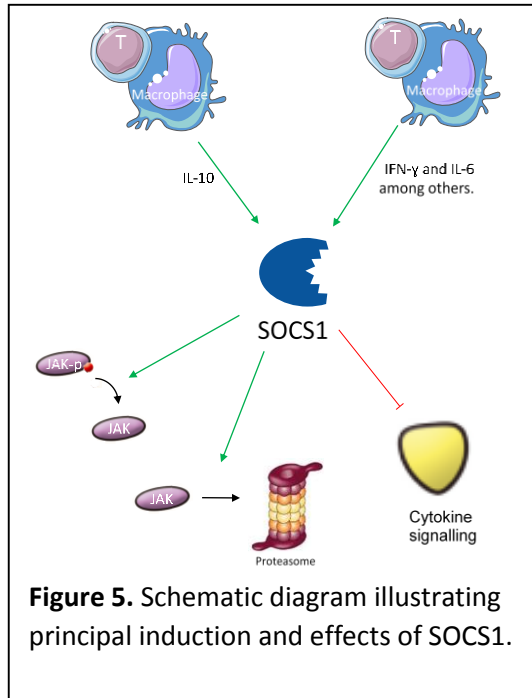 T
Macrophage
T
Macrophage
IL-10
IFN-γ and IL-6
among others.
SOCS1
JAK-p
JAK
JAK
Proteasome
Cytokine
signalling
Figure 5. Schematic diagram illustrating
principal induction and effects of SOCS1.